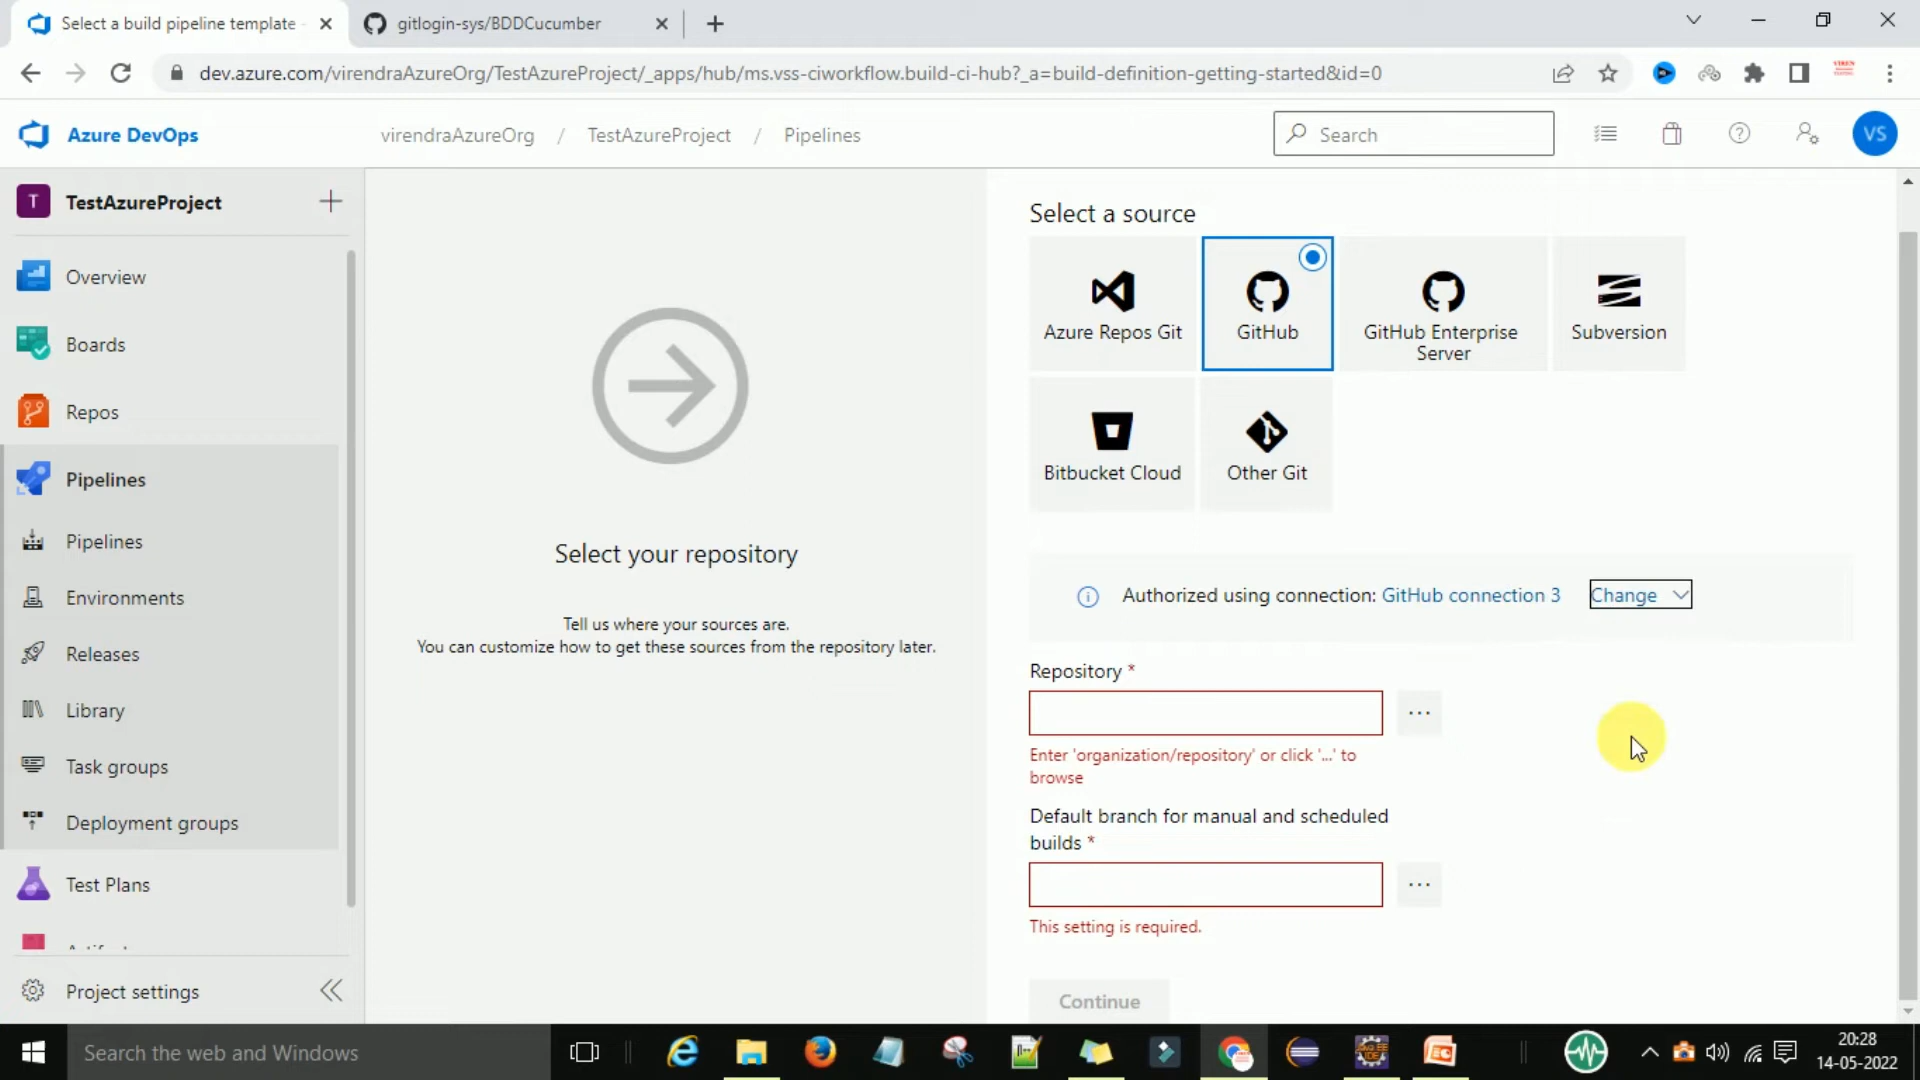 Select a build pipeline template -
gitlogin-sys/BDDCucumber
dev.azure.com/virendraAzureOrg/TestAzureProject/_apps/hub/ms.vss-ciworkflow.build-ci-hub?_a=build-definition-getting-started&id=0
Azure DevOps
virendraAzureOrg / TestAzureProject / Pipelines
Search
VS
T TestAzureProject
Overview
Boards
Repos
Pipelines
Pipelines
Environments
Releases
Library
Task groups
Deployment groups
Test Plans
Project settings
Select your repository
Tell us where your sources are.
You can customize how to get these sources from the repository later.
Select a source
Azure Repos Git
GitHub
GitHub Enterprise
Server
Subversion
Bitbucket Cloud
Other Git
Authorized using connection: GitHub connection 3 Change
Repository *
...
Enter 'organization/repository' or click '...' to
browse
Default branch for manual and scheduled
builds *
...
This setting is required.
Continue
Search the web and Windows
20:28
14-05-2022